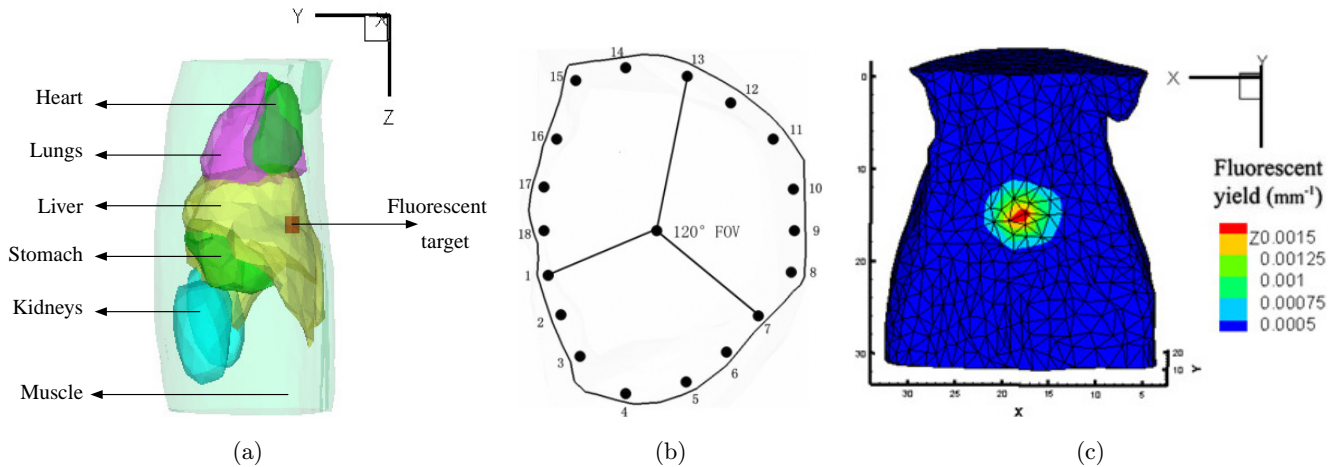 Y
X
Z
Heart
Lungs
Liver
Stomach
Kidneys
Muscle
Fluorescent
target
(a)
14
13
15
12
16
11
17
10
18
9
120° FOV
1
8
2
7
3
6
4
5
(b)
X
Y
0
10
20
30
30
25
20
15
10
5
X
20
10
Y
Fluorescent
yield (mm⁻¹)
Z0.0015
0.00125
0.001
0.00075
0.0005
(c)